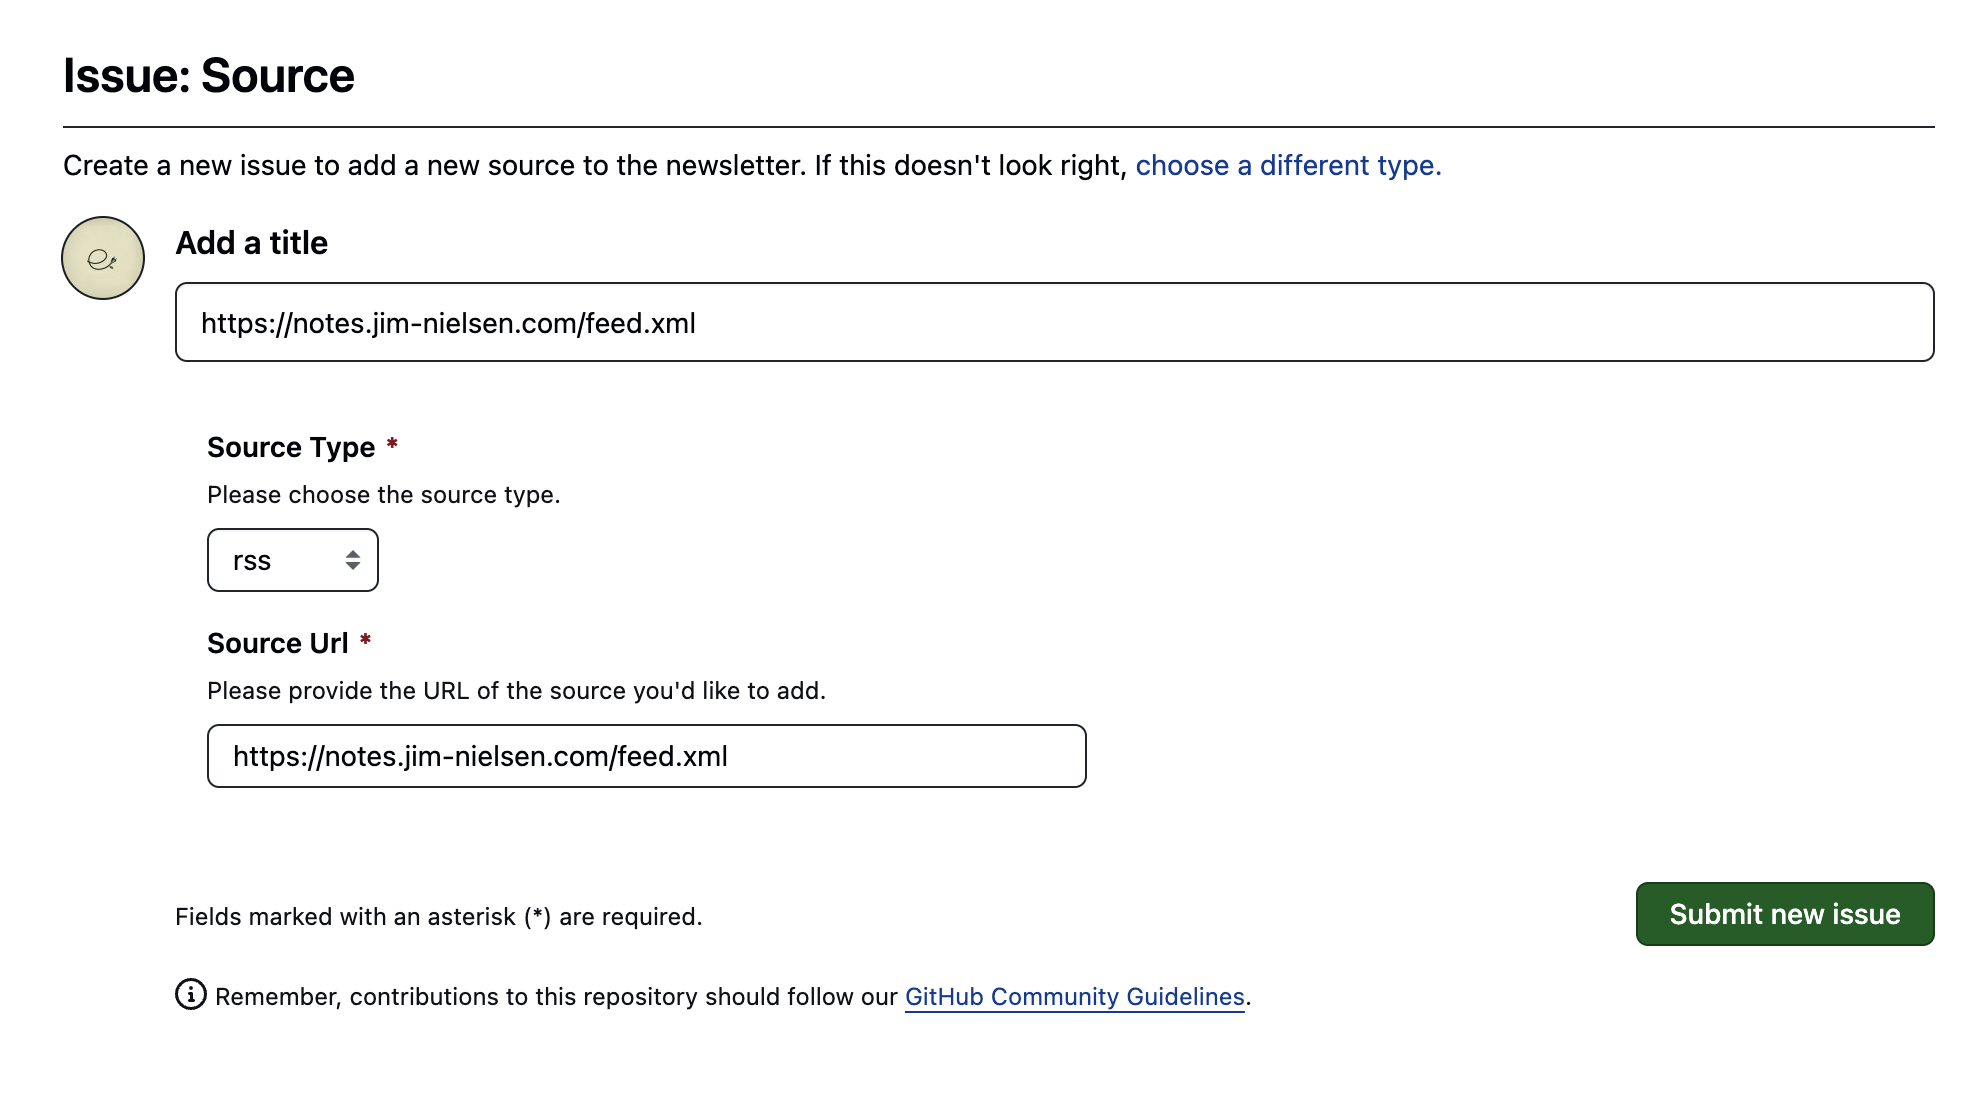 Issue: Source
Create a new issue to add a new source to the newsletter. If this doesn't look right, choose a different type.
Add a title
https://notes.jim-nielsen.com/feed.xml
Source Type *
Please choose the source type.
rss
Source Url *
Please provide the URL of the source you'd like to add.
https://notes.jim-nielsen.com/feed.xml
Fields marked with an asterisk (*) are required.
Submit new issue
Remember, contributions to this repository should follow our GitHub Community Guidelines.